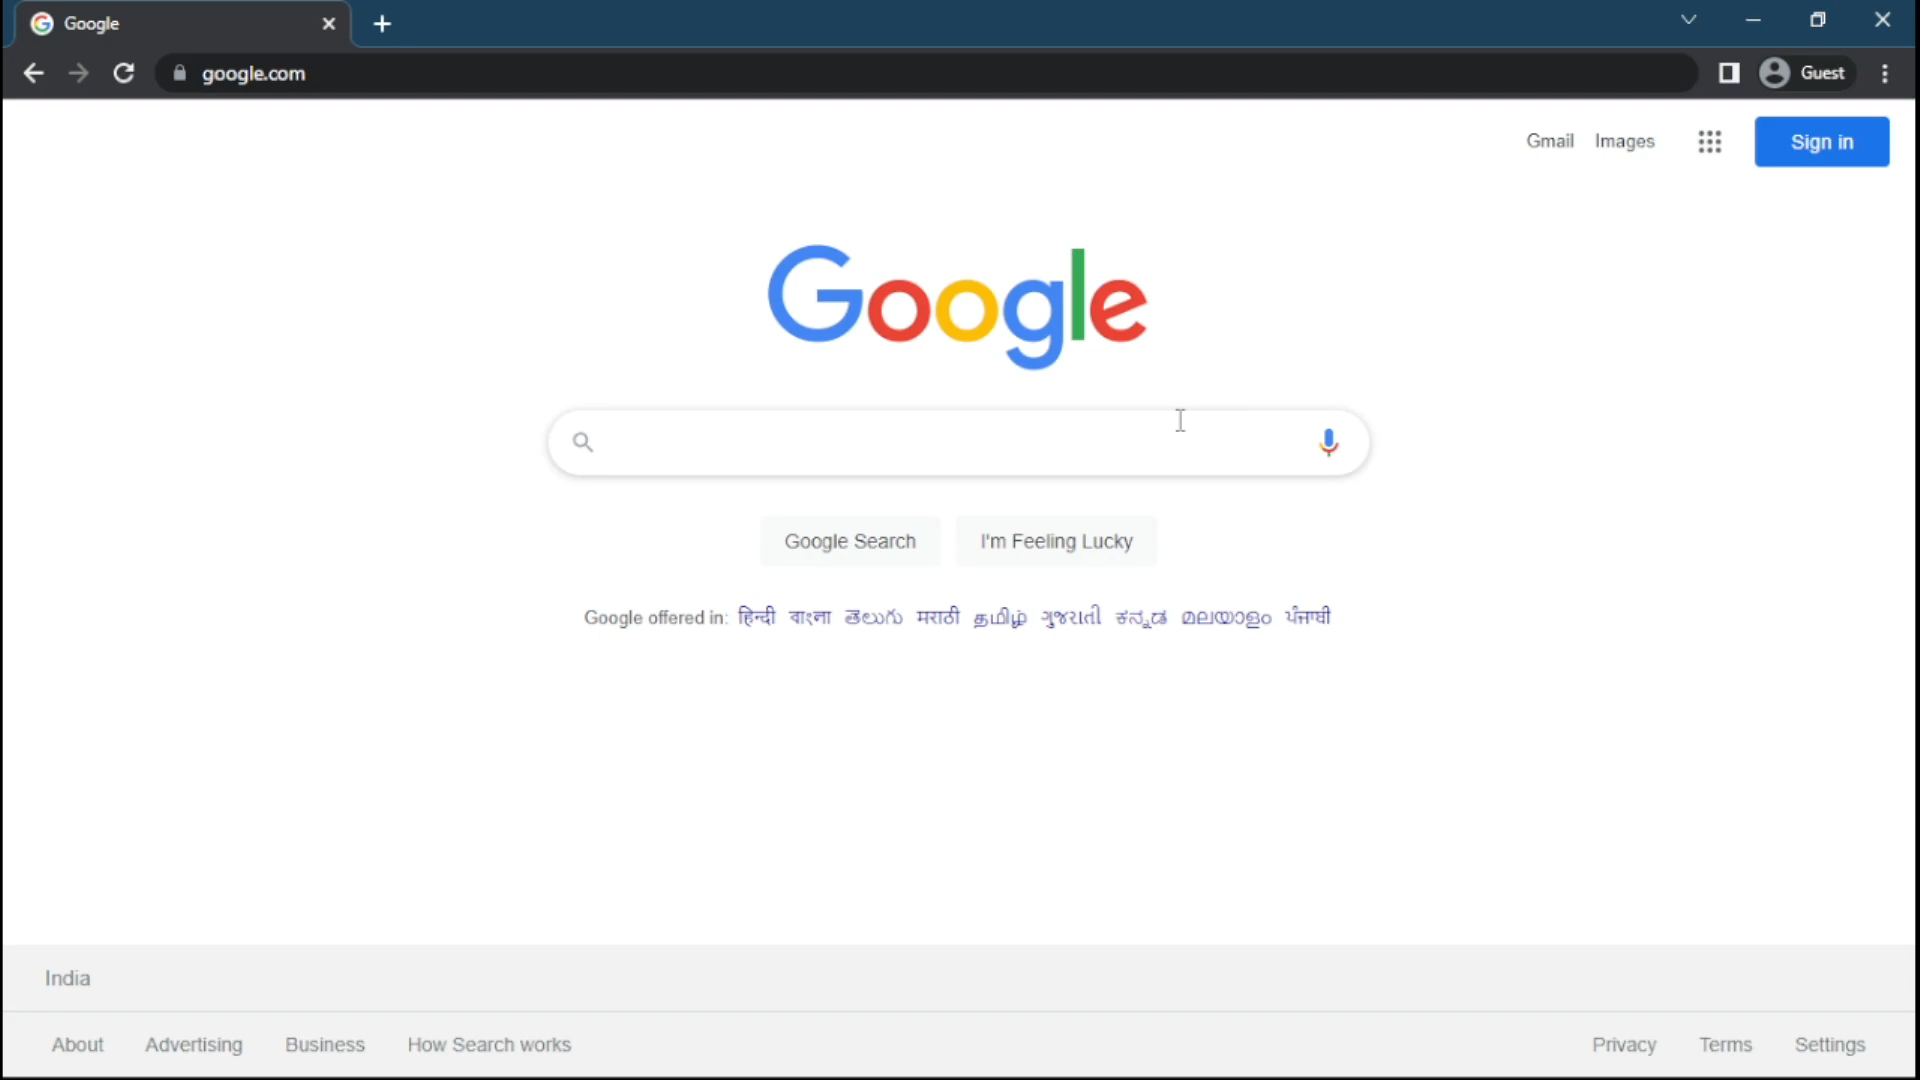 Google
google.com
Guest
Gmail Images
Sign in
Google
Google Search I'm Feeling Lucky
Google offered in: हिन्दी বাংলা తెలుగు मराठी தமிழ் ગુજરાતી ಕನ್ನಡ മലയാളം ਪੰਜਾਬੀ
India
About Advertising Business How Search works Privacy Terms Settings